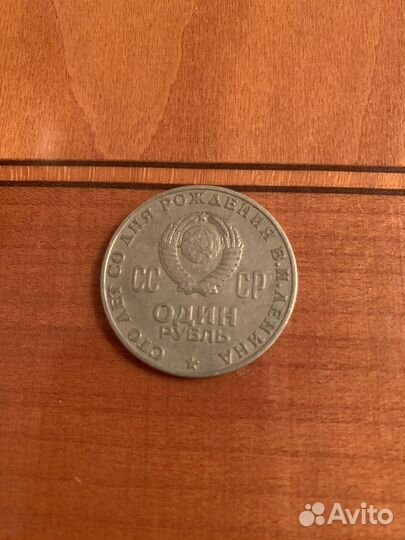 СТО ЛЕТ СО ДНЯ РОЖДЕНИЯ В.И.ЛЕНИНА
СС СР
ОДИН
РУБЛЬ
Avito